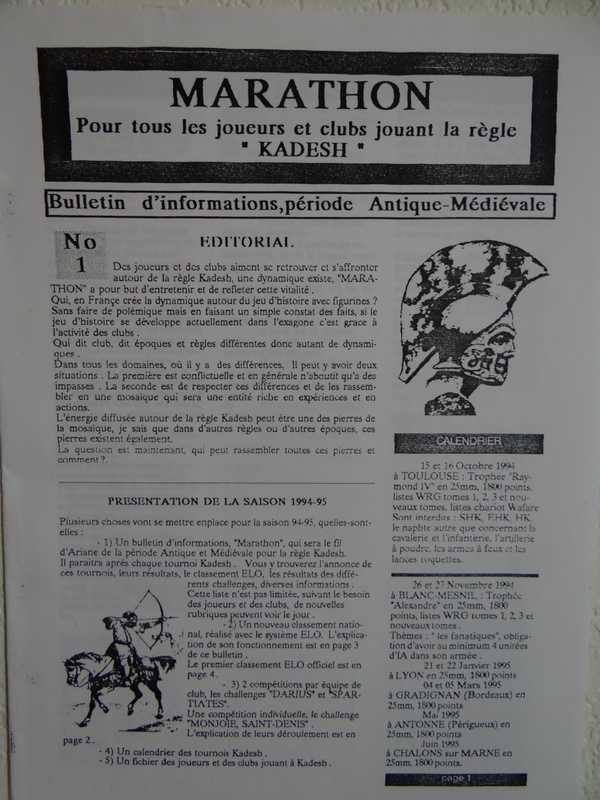 MARATHON
Pour tous les joueurs et clubs jouant la règle
" KADESH "
Bulletin d'informations,période Antique-Médiévale
No
1
EDITORIAL
Des joueurs et des clubs aiment se retrouver et s'affronter
autour de la règle Kadesh, une dynamique existe, "MARA-
THON" a pour but d'entretenir et de refleter cette vitalité .
Qui, en Françe crée la dynamique autour du jeu d'histoire avec figurines ?
Sans faire de polémique mais en faisant un simple constat des faits, si le
jeu d'histoire se développe actuellement dans l'exagone c'est grace à
l'activité des clubs .
Qui dit club, dit époques et règles différentes donc autant de dynami-
ques .
Dans tous les domaines, où il y a des différences, Il peut y avoir deux
situations . La première est conflictuelle et en générale n'aboutit qu'a des
impasses . La seconde est de respecter ces différences et de les rassem-
bler en une mosaïque qui sera une entité riche en expériences et en
actions.
L'énergie diffusée autour de la règle Kadesh peut être une des pierres de
la mosaïque, je sais que dans d'autres règles ou d'autres époques, ces
pierres existent également.
La question est maintenant, qui peut rassembler toutes ces pierres et
comment ?.
PRESENTATION DE LA SAISON 1994-95
Plusieurs choses vont se mettre enplace pour la saison 94-95, quelles-sont-
elles :
- 1) Un bulletin d'informations, "Marathon", qui sera le fil
d'Ariane de la période Antique et Médiévale pour la règle Kadesh.
Il paraitra aprés chaque tournoi Kadesh . Vous y trouverez l'annonce de
ces tournois, leurs résultats, le classement ELO, les résultats des diffé-
rents challenges, diverses informations .
Cette liste n'est pas limitée, suivant le besoin
des joueurs et des clubs, de nouvelles
rubriques peuvent voir le jour .
- 2) Un nouveau classement natio-
nal, réalisé avec le système ELO. L'explica-
tion de son fonctionnement est en page 3
de ce bulletin .
Le premier classement ELO officiel est en
page 4 .
- 3) 2 compétitions par équipe de
club, les challenges "DARIUS" et "SPAR-
TIATES".
Une compétition individuelle, le challenge
"MONJOIE, SAINT-DENIS" .
L'explication de leurs déroulement est en
page 2 .
- 4) Un calendrier des tournois Kadesh .
- 5) Un fichier des joueurs et des clubs jouant à Kadesh .
CALENDRIER
15 et 16 Octobre 1994
à TOULOUSE : Trophée "Ray-
mond IV" en 25mm, 1800 points,
listes WRG tomes 1, 2, 3 et nou-
veaux tomes, listes chariot Wafare
Sont interdits : SHK, EHK, HK,
le naphte autre que concernant la
cavalerie et l'infanterie, l'artillerie
à poudre, les armes à feux et les
lances roquettes.
26 et 27 Novembre 1994
à BLANC-MESNIL : Trophée
"Alexandre" en 25mm, 1800
points, listes WRG tomes 1, 2, 3 et
nouveaux tomes .
Thèmes : " les fanatiques", obliga-
tion d'avoir au minimum 4 unitées
d'IA dans son armée .
21 et 22 Janvier 1995
à LYON en 25mm, 1800 points
04 et 05 Mars 1995
à GRADIGNAN (Bordeaux) en
25mm, 1800 points
Mai 1995
à ANTONNE (Périgueux) en
25mm, 1800 points
Juin 1995
à CHALONS sur MARNE en
25mm, 1800 points.
page 1